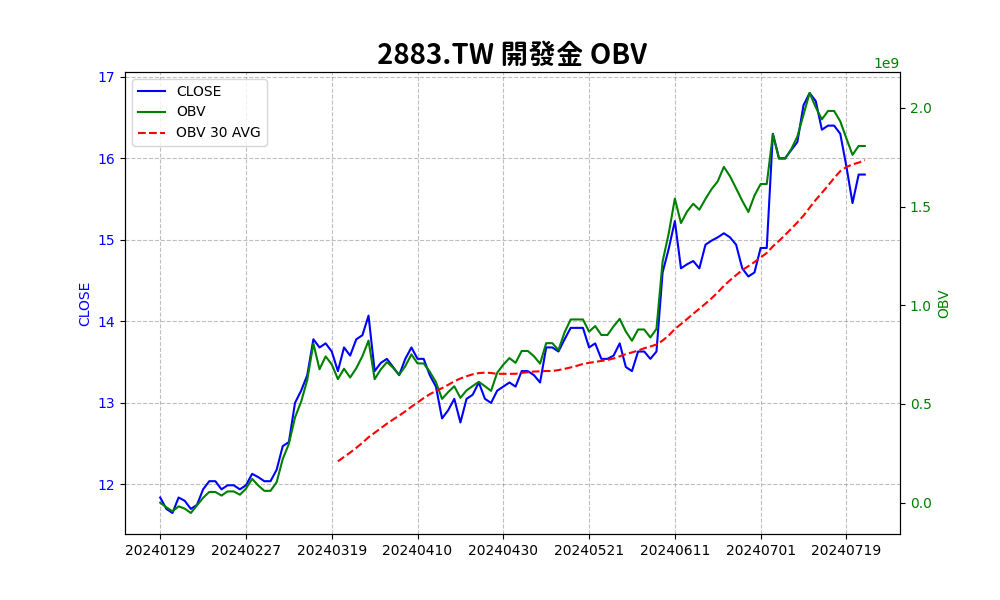 2883.TW 開發金 OBV
1e9
CLOSE
OBV
OBV 30 AVG
17
16
15
14
13
12
CLOSE
2.0
1.5
1.0
0.5
0.0
OBV
20240129 20240227 20240319 20240410 20240430 20240521 20240611 20240701 20240719